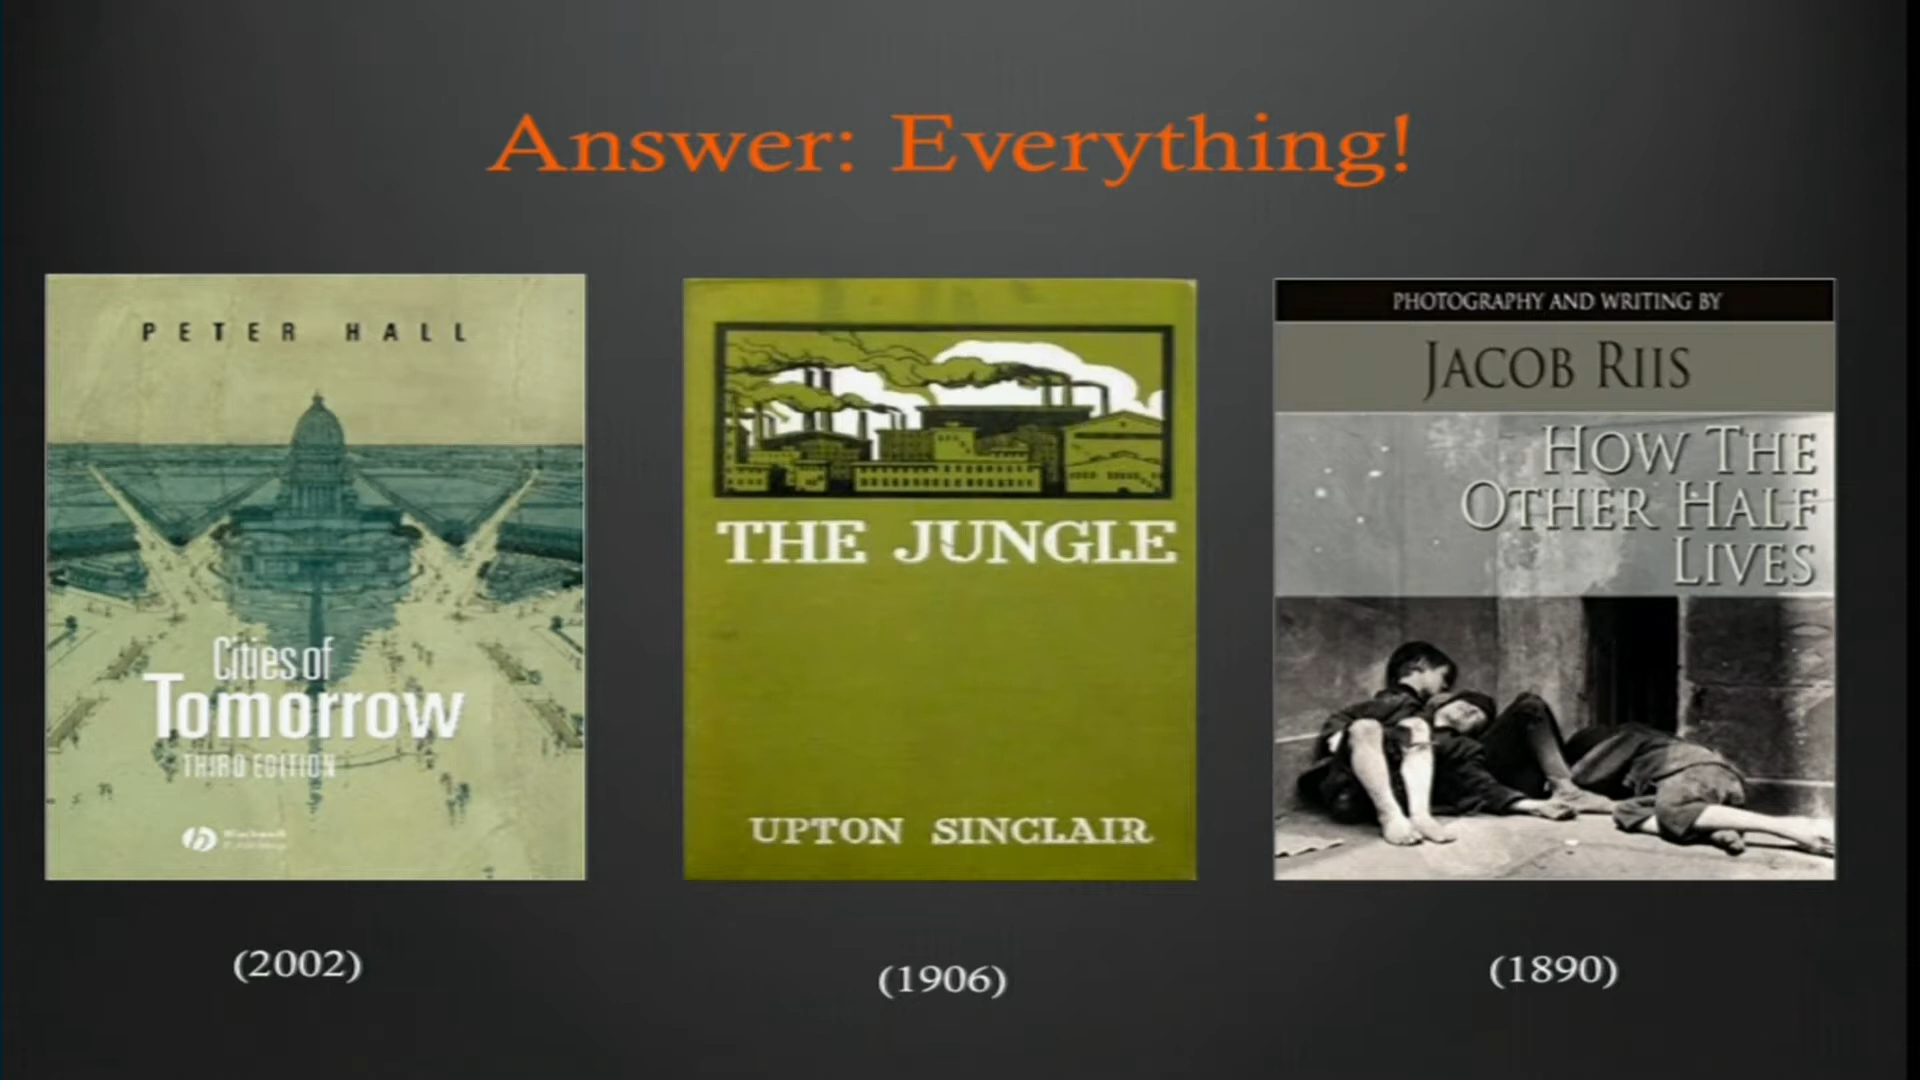 Answer: Everything!
PETER HALL
Cities of
Tomorrow
THIRD EDITION
(2002)
THE JUNGLE
UPTON SINCLAIR
(1906)
PHOTOGRAPHY AND WRITING BY
JACOB RIIS
HOW THE
OTHER HALF
LIVES
(1890)